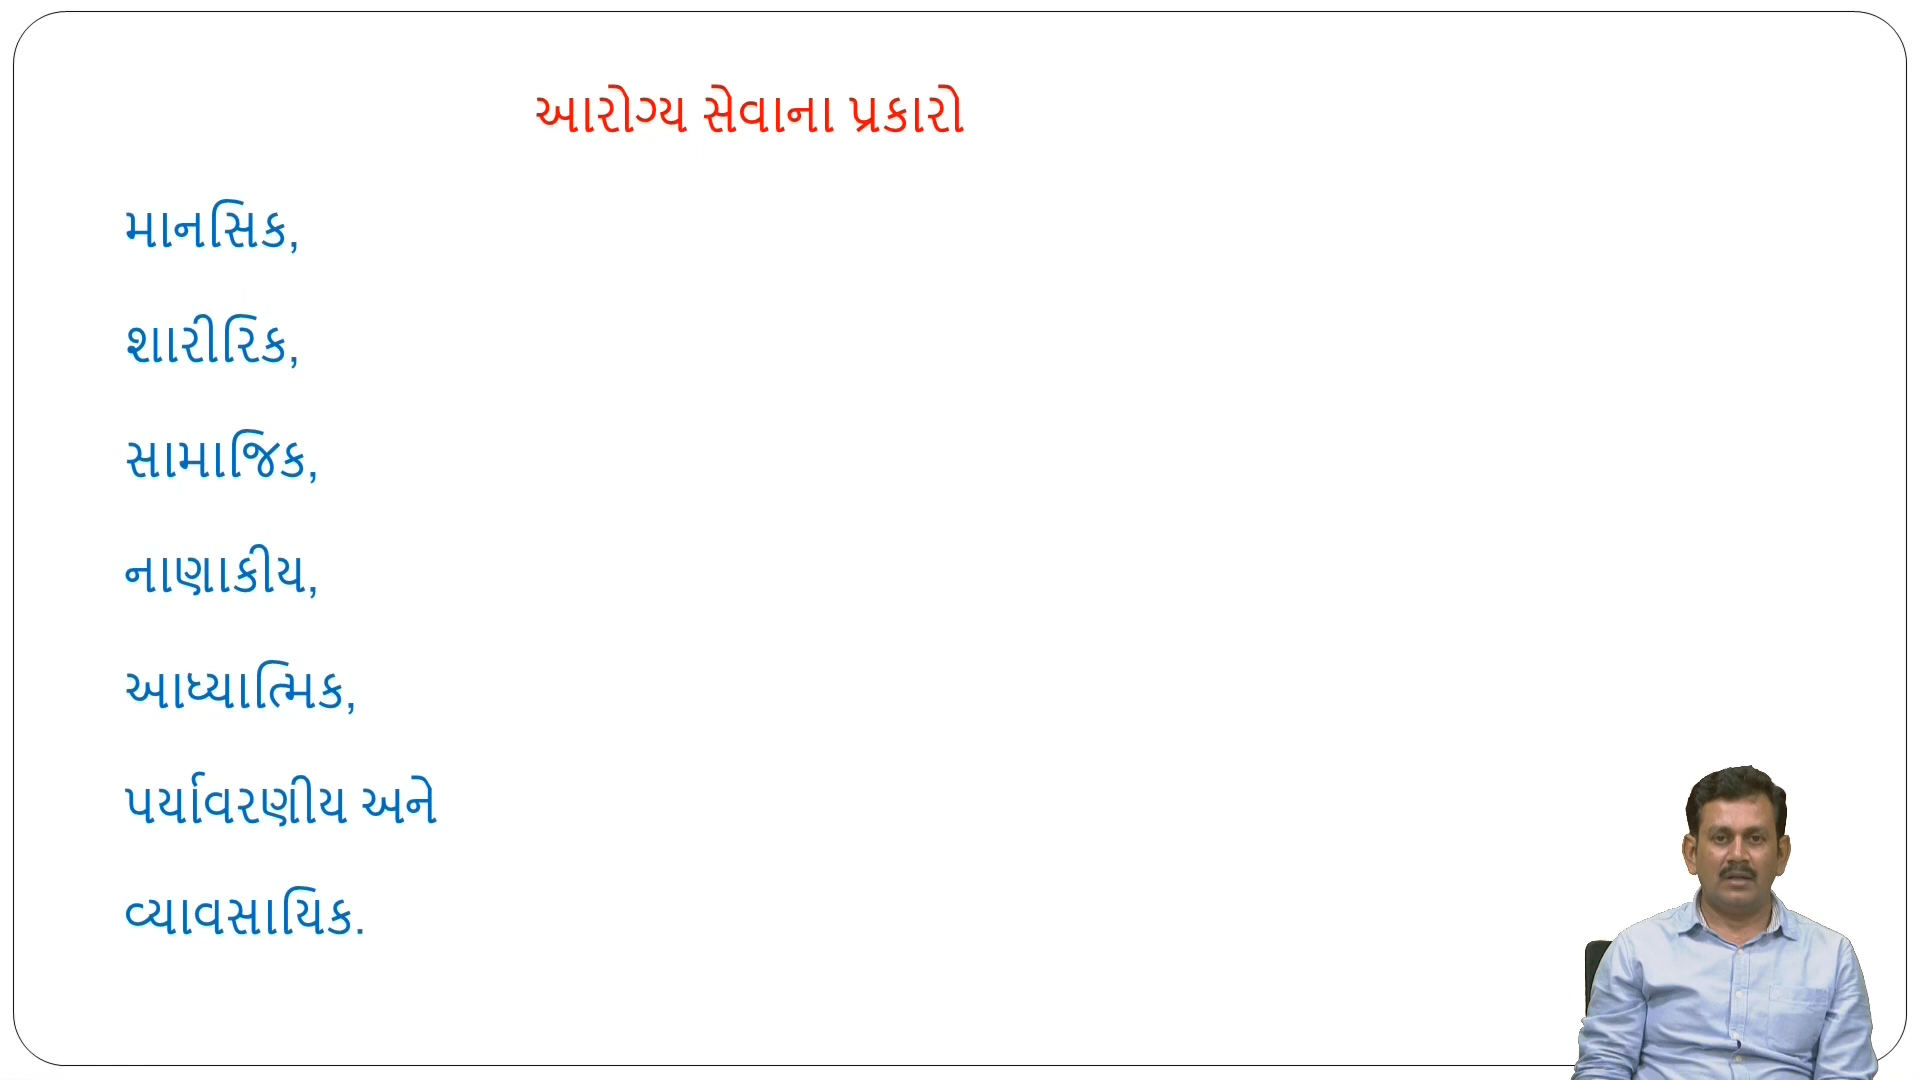 આરોગ્ય સેવાના પ્રકારો
માનસિક,
શારીરિક,
સામાજિક,
નાણાકીય,
આધ્યાત્મિક,
પર્યાવરણીય અને
વ્યાવસાયિક.